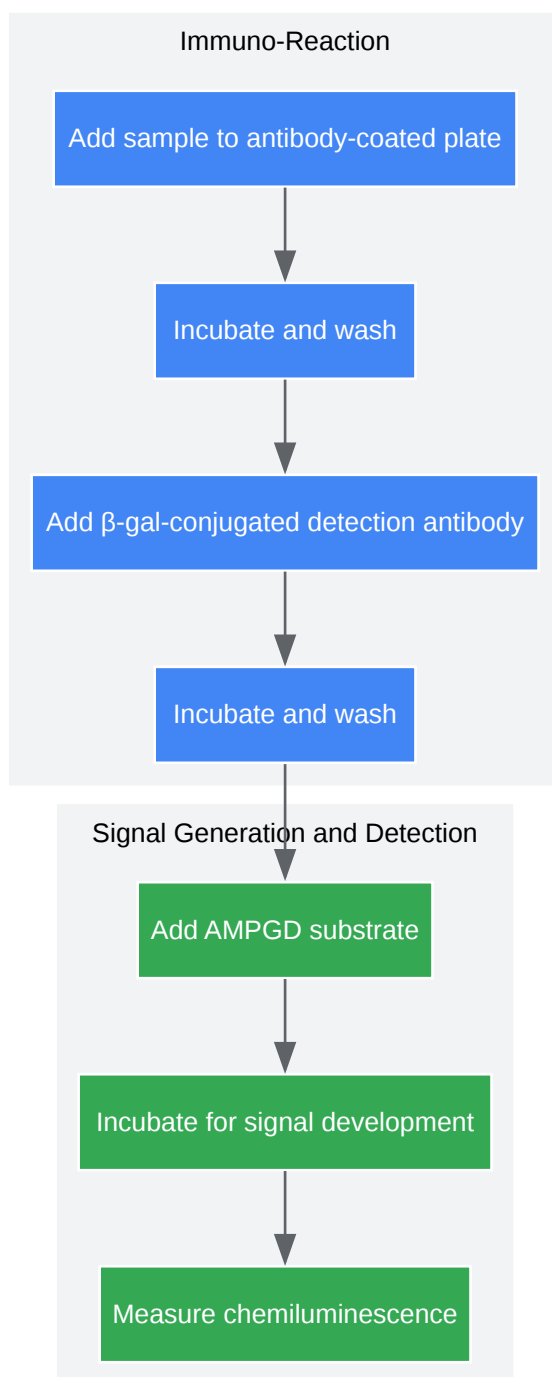 Immuno-Reaction
Add sample to antibody-coated plate
Incubate and wash
Add β-gal-conjugated detection antibody
Incubate and wash
Signal Generation and Detection
Add AMPGD substrate
Incubate for signal development
Measure chemiluminescence